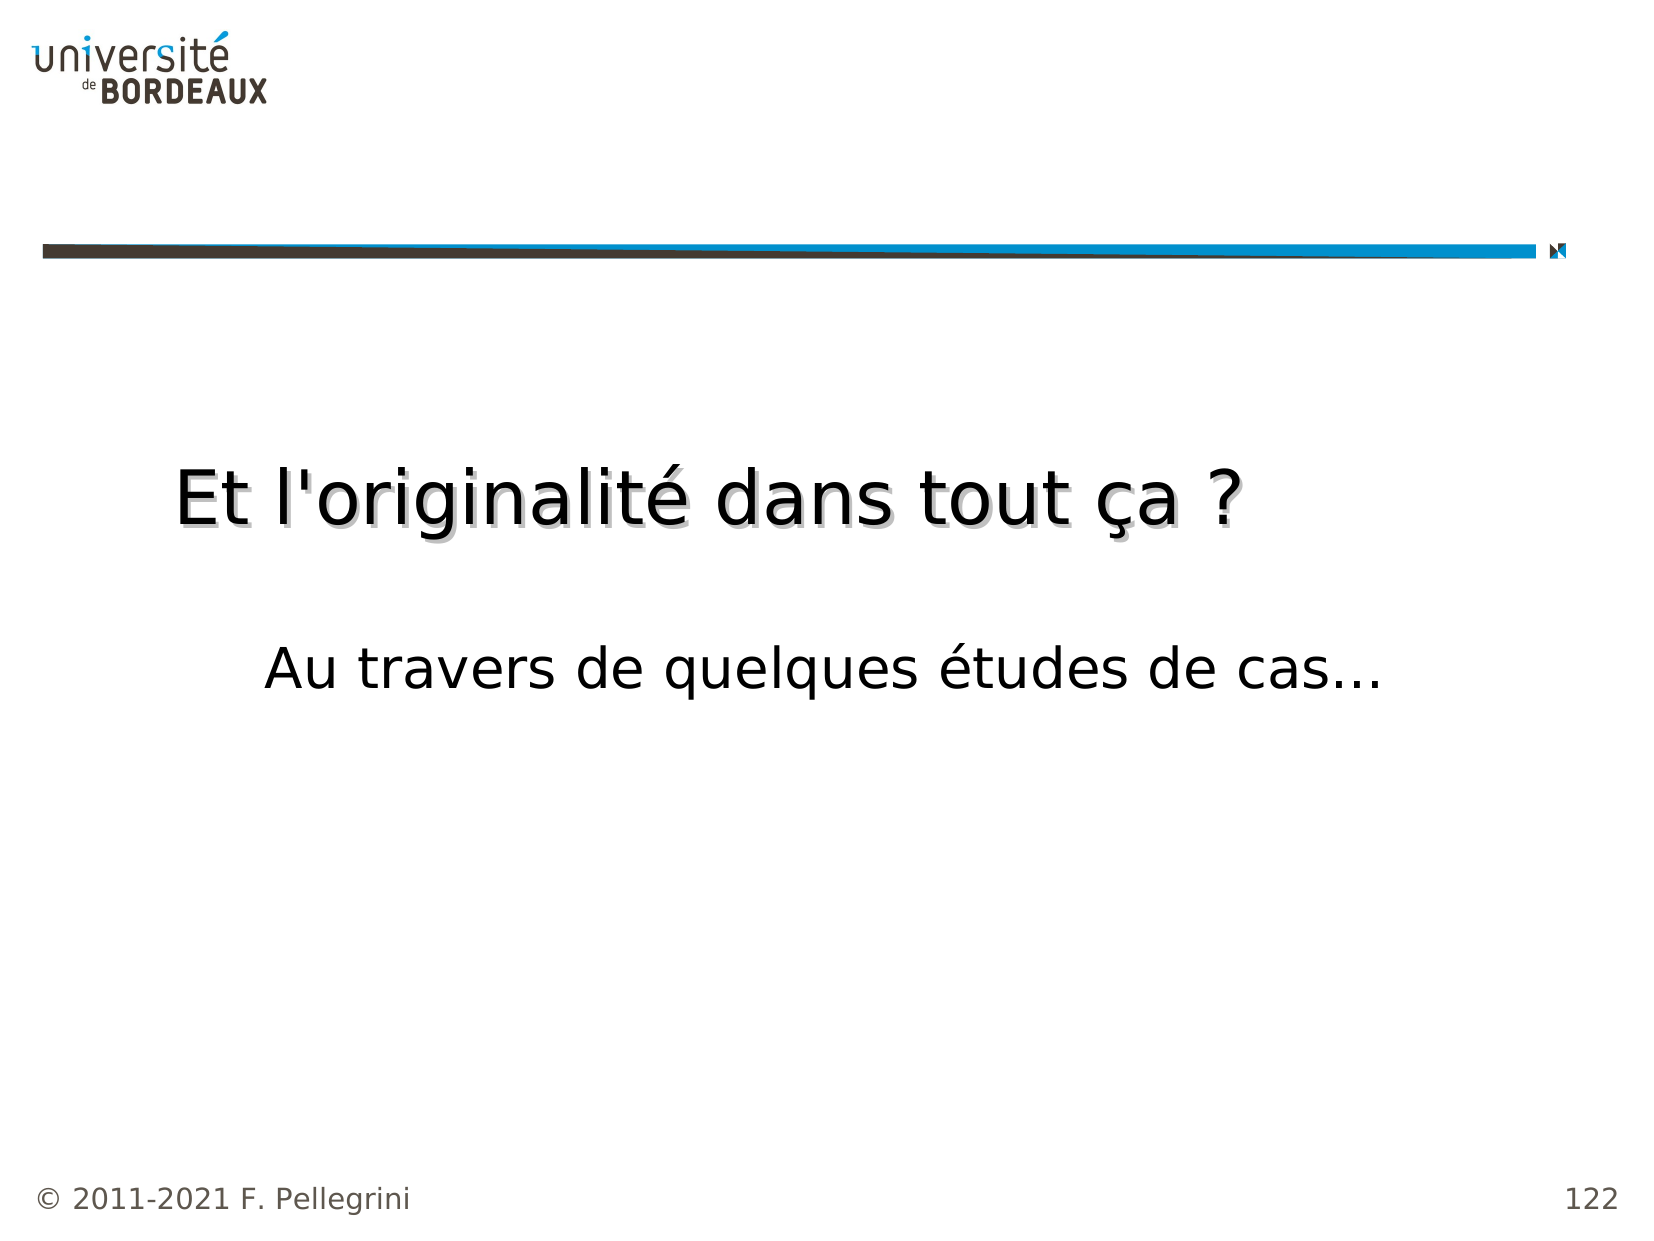 université
de BORDEAUX
Et l'originalité dans tout ça ?
Au travers de quelques études de cas...
© 2011-2021 F. Pellegrini
122